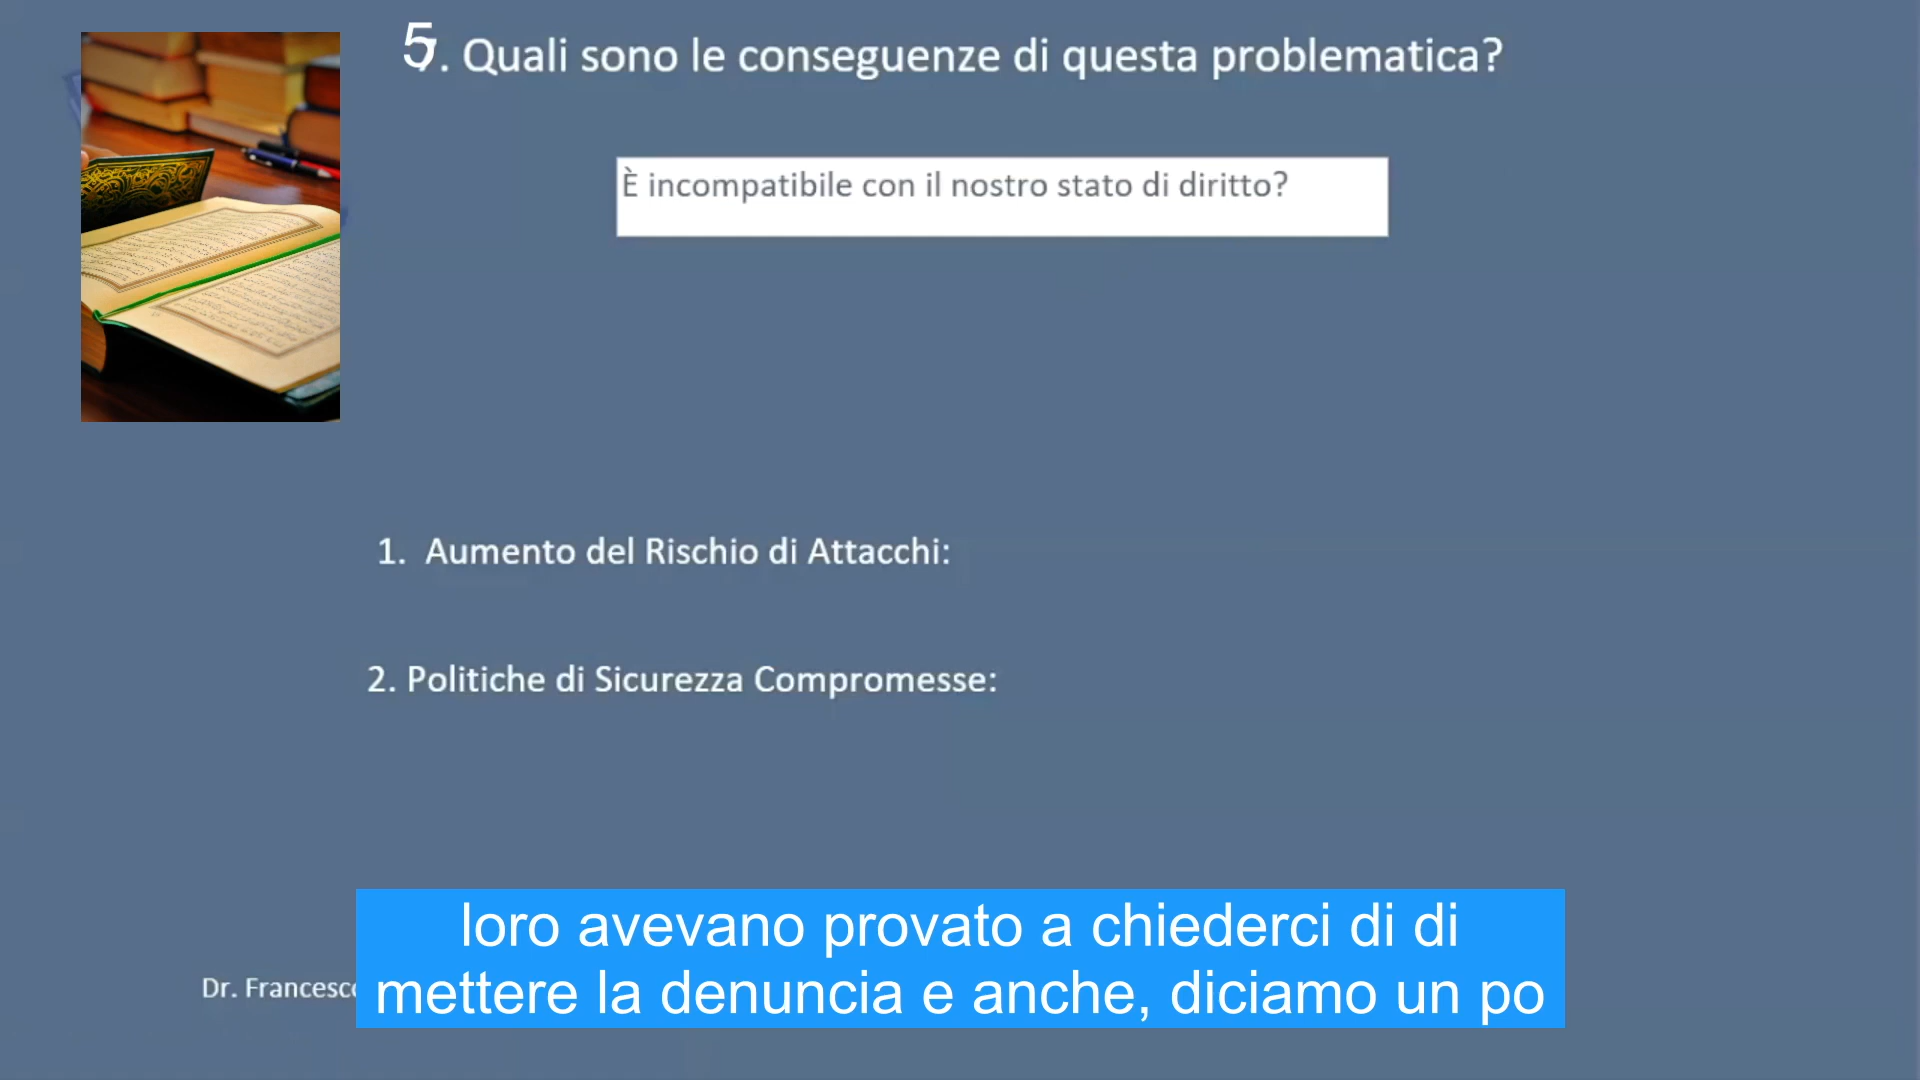 5. Quali sono le conseguenze di questa problematica?
È incompatibile con il nostro stato di diritto?
1. Aumento del Rischio di Attacchi:
2. Politiche di Sicurezza Compromesse:
loro avevano provato a chiederci di di
mettere la denuncia e anche, diciamo un po
Dr. Francesco